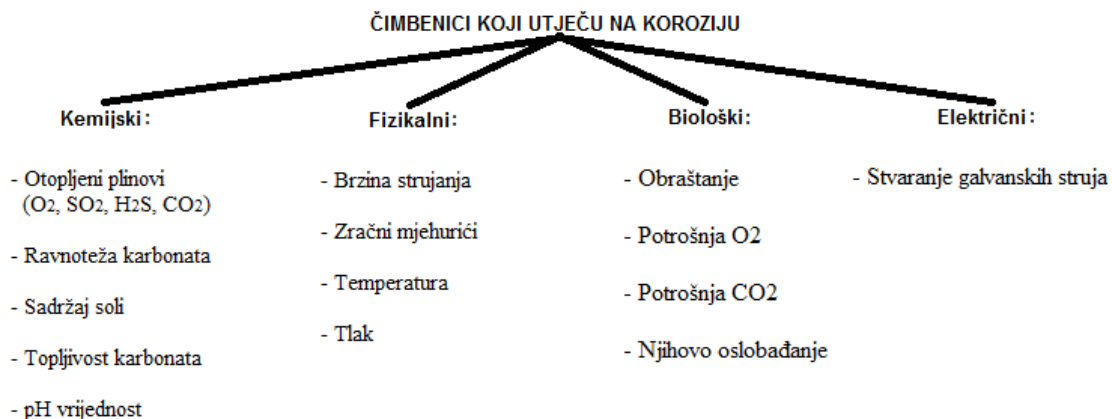 ČIMBENICI KOJI UTJEČU NA KOROZIJU
Kemijski:
- Otopljeni plinovi
(O2, SO2, H2S, CO2)
- Ravnoteža karbonata
- Sadržaj soli
- Topljivost karbonata
- pH vrijednost
Fizikalni:
- Brzina strujanja
- Zračni mjehurići
- Temperatura
- Tlak
Biološki:
- Obraštanje
- Potrošnja O2
- Potrošnja CO2
- Njihovo oslobađanje
Električni:
- Stvaranje galvanskih struja